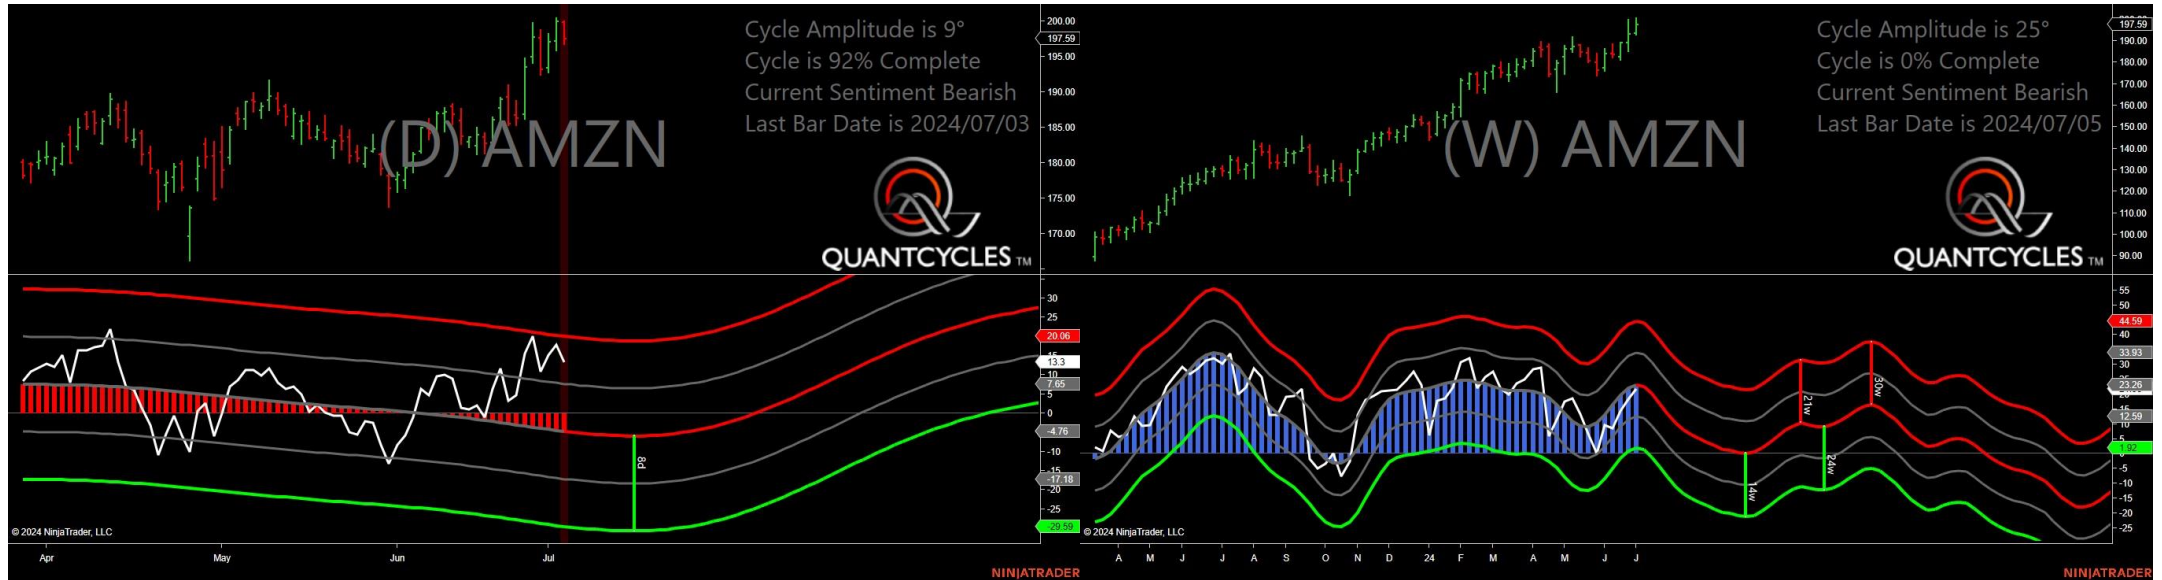 Cycle Amplitude is 9°
Cycle is 92% Complete
Current Sentiment Bearish
Last Bar Date is 2024/07/03
(D) AMZN
QUANTCYCLES TM
200.00
197.59
195.00
190.00
185.00
180.00
175.00
170.00
30
25
20.06
15
13.3
10
7.65
5
0
-4.76
-10
-15
-17.18
-20
-25
-29.59
8d
© 2024 NinjaTrader, LLC
Apr May Jun Jul
NINJATRADER
Cycle Amplitude is 25°
Cycle is 0% Complete
Current Sentiment Bearish
Last Bar Date is 2024/07/05
(W) AMZN
QUANTCYCLES TM
197.59
190.00
180.00
170.00
160.00
150.00
140.00
130.00
120.00
110.00
100.00
90.00
55
50
44.59
40
33.93
30
25
23.26
15
12.59
5
1.92
-5
-10
-15
-20
-25
14w
21w
24w
30w
© 2024 NinjaTrader, LLC
A M J J A S O N D 24 F M A M J J
NINJATRADER